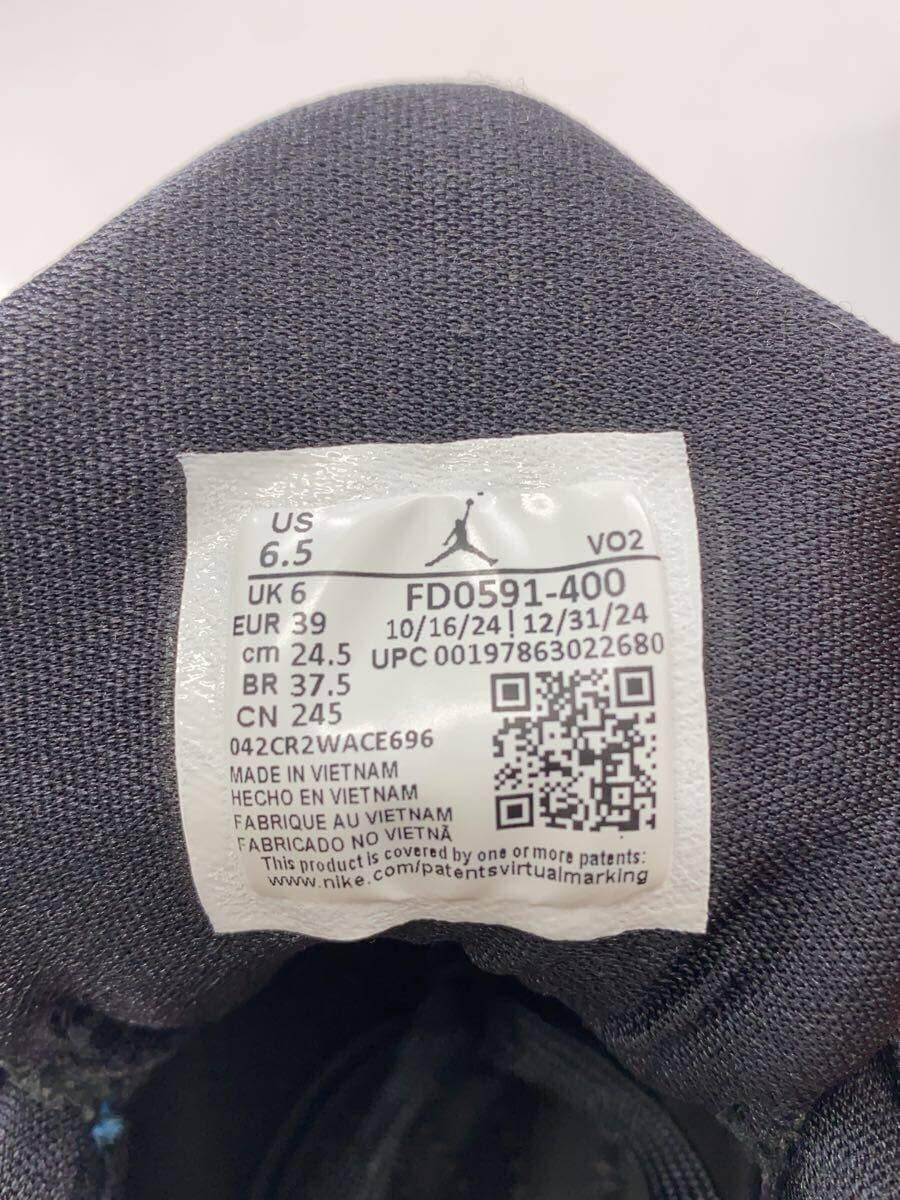 US
6.5
VO2
UK 6
FD0591-400
EUR 39
10/16/24 | 12/31/24
cm 24.5
UPC 00197863022680
BR 37.5
CN 245
042CR2WACE696
MADE IN VIETNAM
HECHO EN VIETNAM
FABRIQUE AU VIETNAM
FABRICADO NO VIETNÃ
This product is covered by one or more patents:
www.nike.com/patentsvirtualmarking